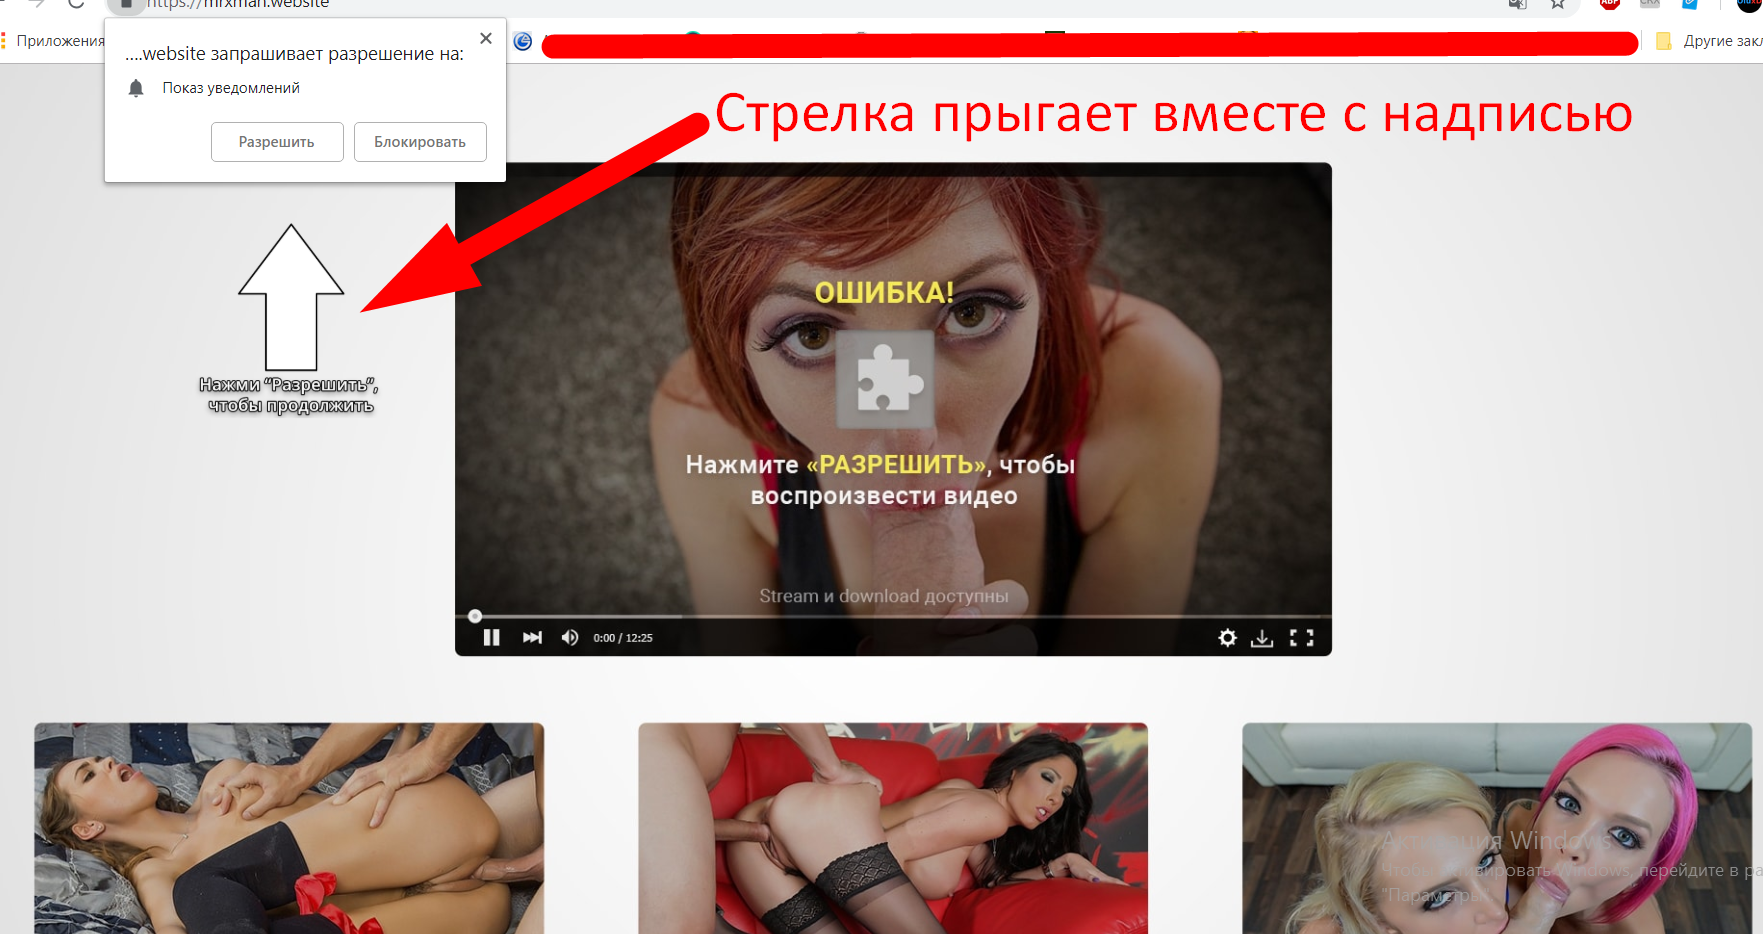 https://mrxman.website
Приложения
Другие зак
....website запрашивает разрешение на:
Показ уведомлений
Разрешить
Блокировать
Стрелка прыгает вместе с надписью
Нажми “Разрешить”,
чтобы продолжить
ОШИБКА!
Нажмите «РАЗРЕШИТЬ», чтобы
воспроизвести видео
Stream и download доступны
0:00 / 12:25
Активация Windows
Чтобы активировать Windows, перейдите в ра
"Параметры".
ABP
CRX